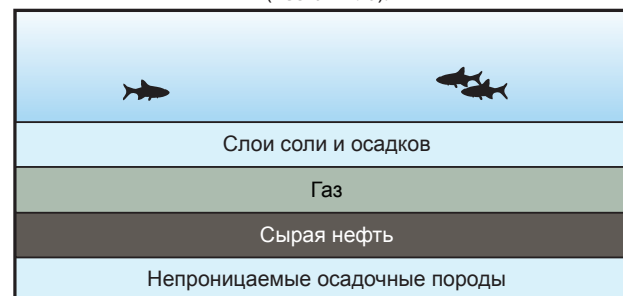 Слои соли и осадков
Газ
Сырая нефть
Непроницаемые осадочные породы